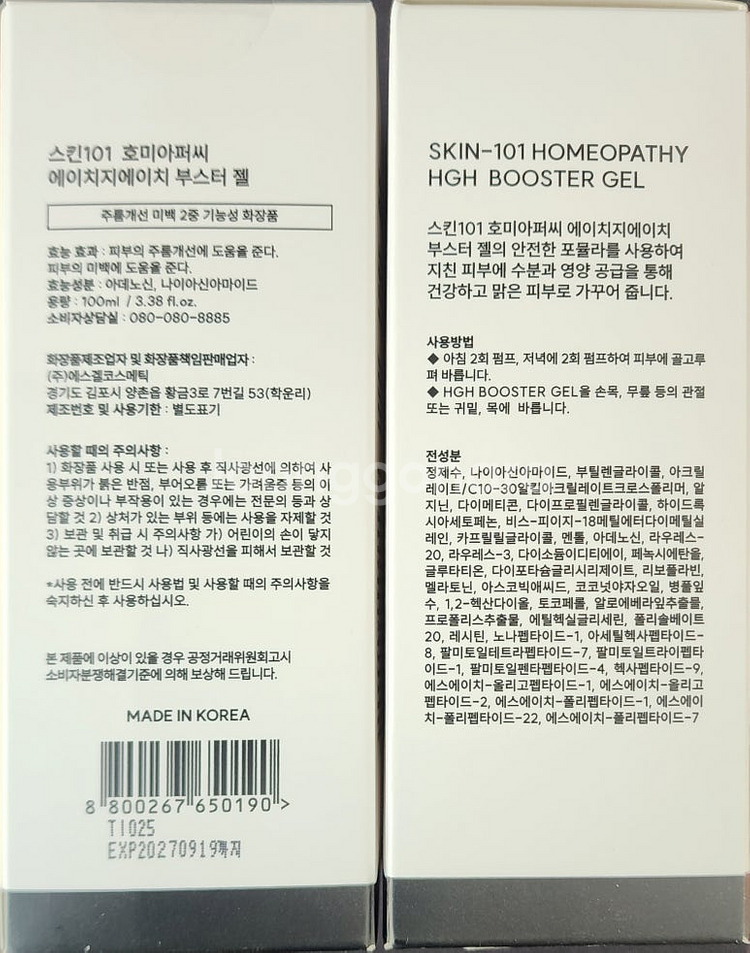 스킨101 호미아퍼씨
에이치지에이치 부스터 젤
주름개선 미백 2중 기능성 화장품
효능 효과 : 피부의 주름개선에 도움을 준다.
피부의 미백에 도움을 준다.
효능성분 : 아데노신, 나이아신아마이드
용량 : 100ml / 3.38 fl.oz.
소비자상담실 : 080-080-8885
화장품제조업자 및 화장품책임판매업자 :
(주)에스겔코스메틱
경기도 김포시 양촌읍 황금3로 7번길 53(학운리)
제조번호 및 사용기한 : 별도표기
사용할 때의 주의사항 :
1) 화장품 사용 시 또는 사용 후 직사광선에 의하여 사
용부위가 붉은 반점, 부어오름 또는 가려움증 등의 이
상 증상이나 부작용이 있는 경우에는 전문의 등과 상
담할 것 2) 상처가 있는 부위 등에는 사용을 자제할 것
3) 보관 및 취급 시 주의사항 가) 어린이의 손이 닿지
않는 곳에 보관할 것 나) 직사광선을 피해서 보관할 것
*사용 전에 반드시 사용법 및 사용할 때의 주의사항을
숙지하신 후 사용하십시오.
본 제품에 이상이 있을 경우 공정거래위원회고시
소비자분쟁해결기준에 의해 보상해 드립니다.
MADE IN KOREA
8 800267 650190 >
TI025
EXP20270919까지
SKIN-101 HOMEOPATHY
HGH BOOSTER GEL
스킨101 호미아퍼씨 에이치지에이치
부스터 젤의 안전한 포뮬라를 사용하여
지친 피부에 수분과 영양 공급을 통해
건강하고 맑은 피부로 가꾸어 줍니다.
사용방법
◆ 아침 2회 펌프, 저녁에 2회 펌프하여 피부에 골고루
펴 바릅니다.
◆ HGH BOOSTER GEL을 손목, 무릎 등의 관절
또는 귀밑, 목에 바릅니다.
전성분
정제수, 나이아신아마이드, 부틸렌글라이콜, 아크릴
레이트/C10-30알킬아크릴레이트크로스폴리머, 알
지닌, 다이메티콘, 다이프로필렌글라이콜, 하이드록
시아세토페논, 비스-피이지-18메틸에터다이메틸실
레인, 카프릴릴글라이콜, 멘톨, 아데노신, 라우레스-
20, 라우레스-3, 다이소듐이디티에이, 페녹시에탄올,
글루타티온, 다이포타슘글리시리제이트, 리보플라빈,
멜라토닌, 아스코빅애씨드, 코코넛야자오일, 병풀잎
수, 1,2-헥산다이올, 토코페롤, 알로에베라잎추출물,
프로폴리스추출물, 에틸헥실글리세린, 폴리솔베이트
20, 레시틴, 노나펩타이드-1, 아세틸헥사펩타이드-
8, 팔미토일테트라펩타이드-7, 팔미토일트라이펩타
이드-1, 팔미토일펜타펩타이드-4, 헥사펩타이드-9,
에스에이치-올리고펩타이드-1, 에스에이치-올리고
펩타이드-2, 에스에이치-폴리펩타이드-1, 에스에이
치-폴리펩타이드-22, 에스에이치-폴리펩타이드-7